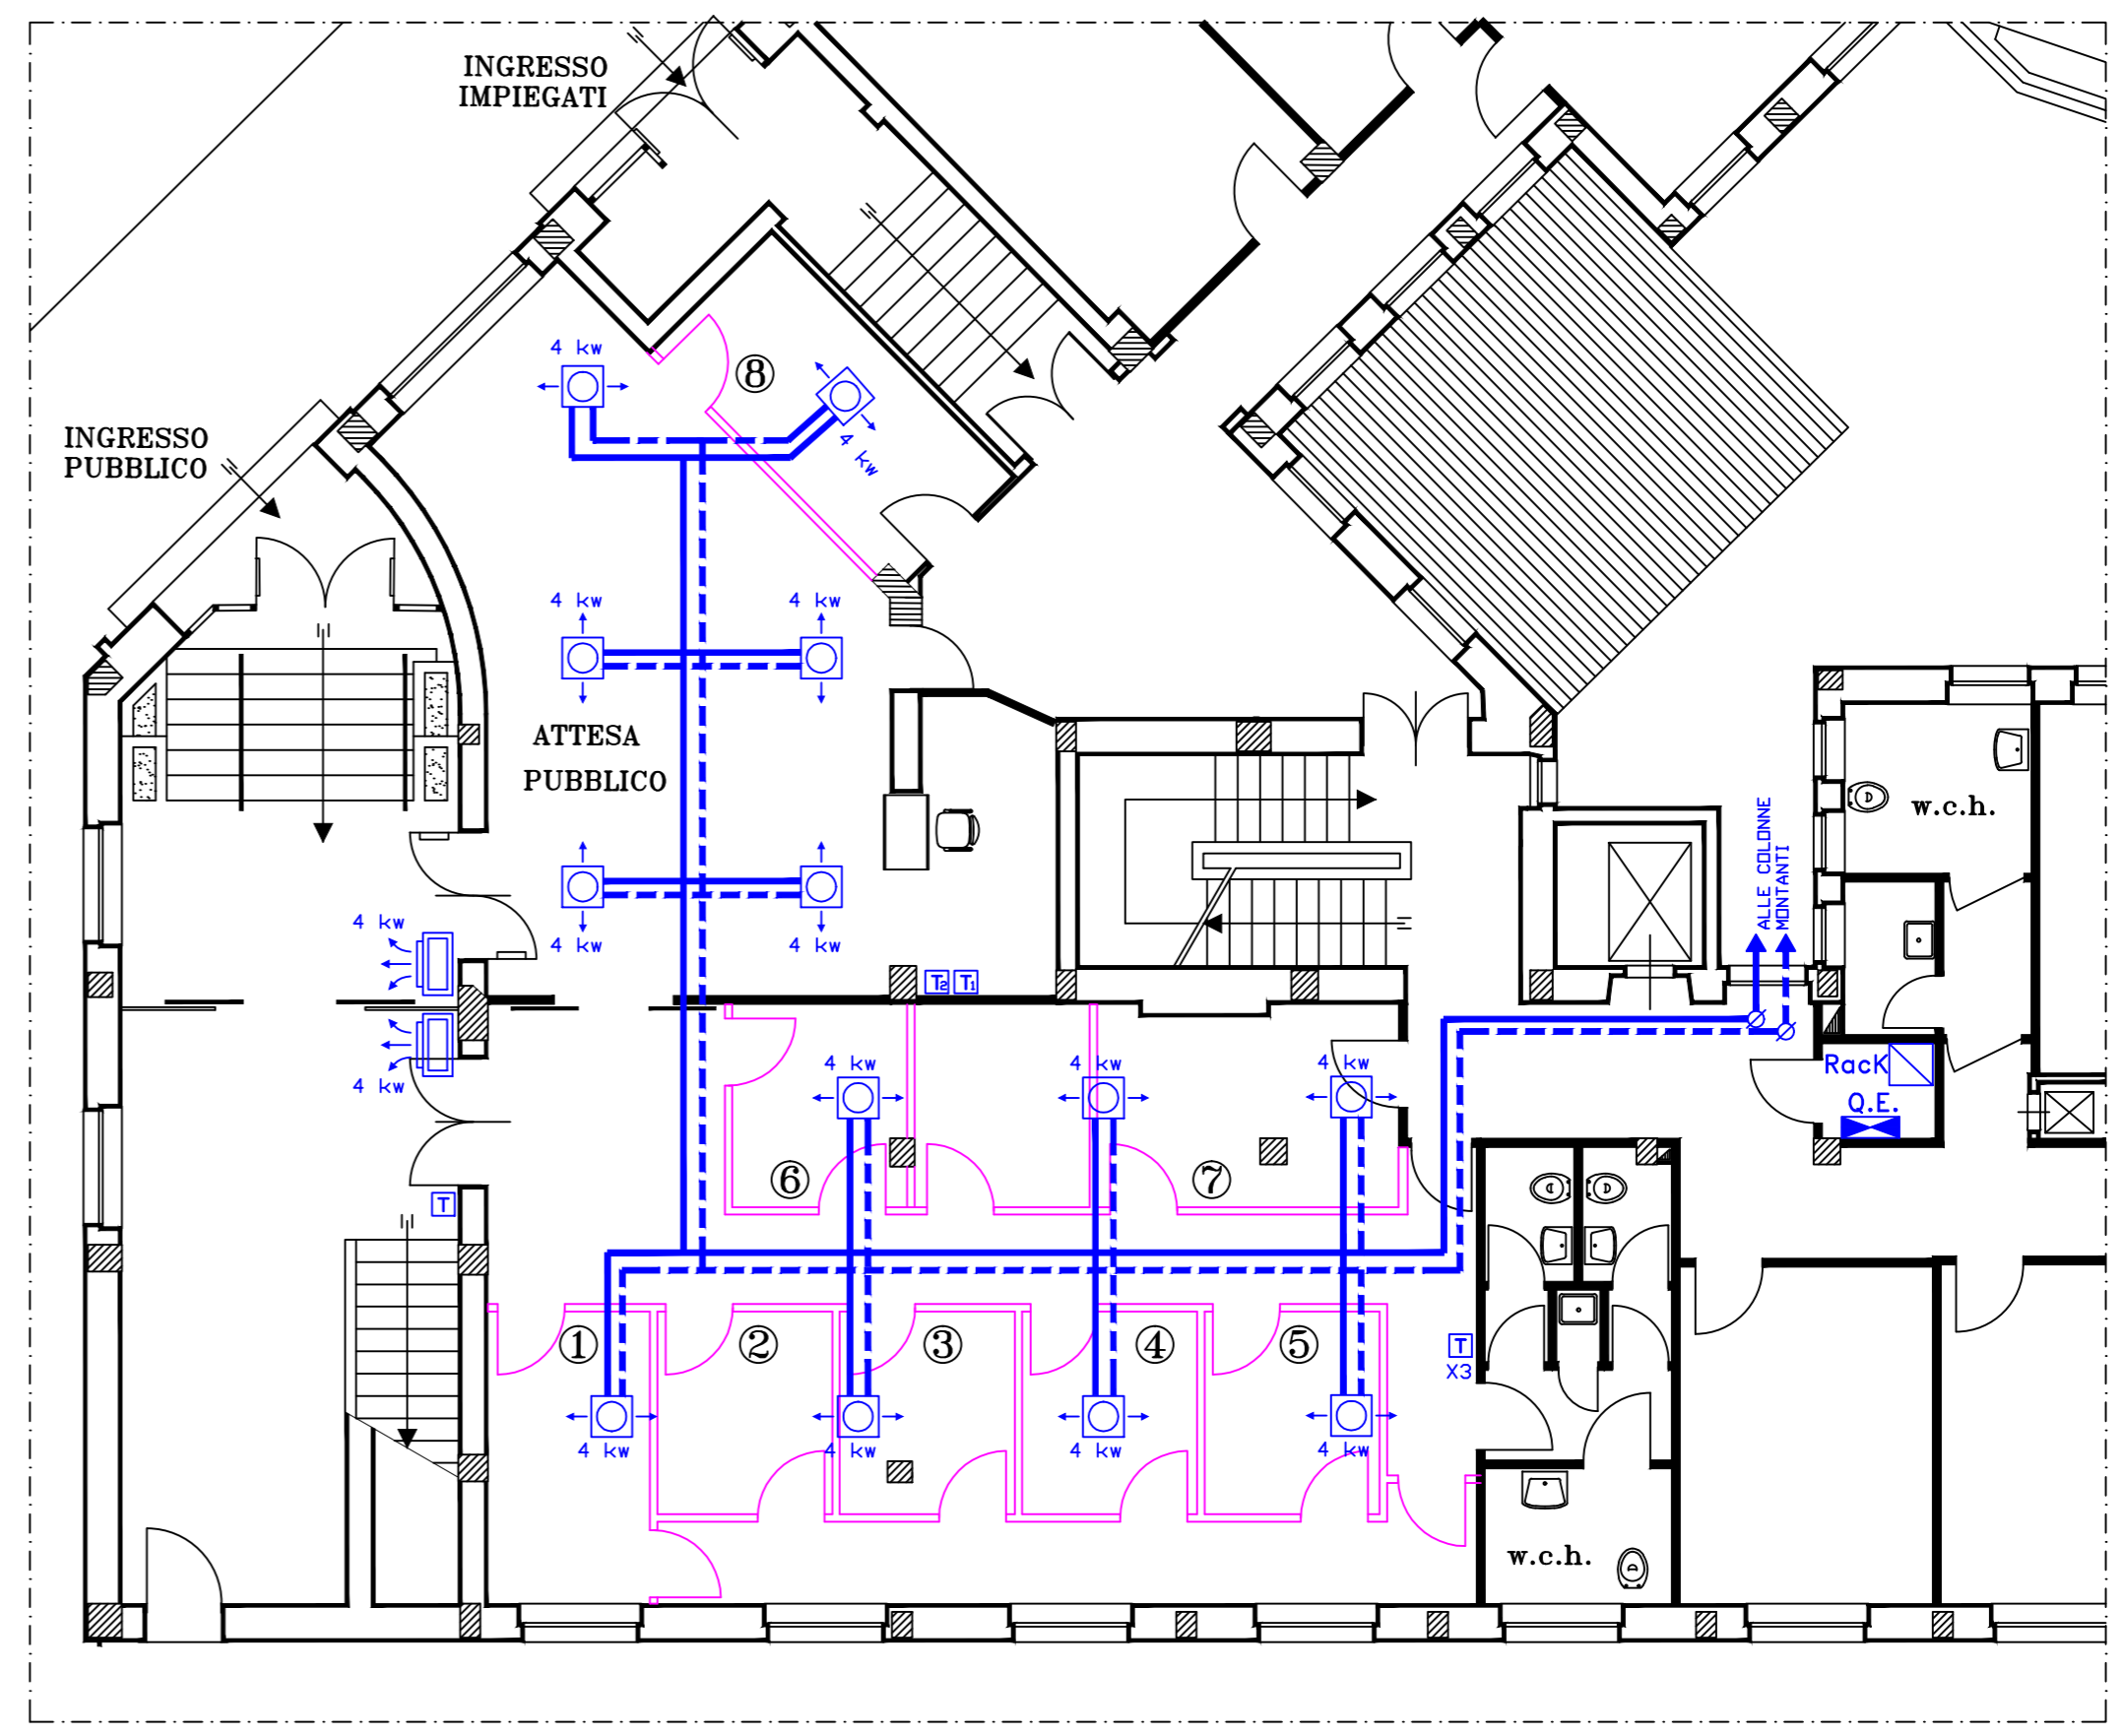 INGRESSO
IMPIEGATI
4 kw
⑧
4 kw
INGRESSO
PUBBLICO
4 kw
4 kw
ATTESA
PUBBLICO
ALLE COLONNE
MONTANTI
w.c.h.
4 kw
4 kw
4 kw
T2 T1
4 kw
4 kw
4 kw
4 kw
RacK
Q.E.
⑥
⑦
T
①
②
③
④
⑤
T
X3
4 kw
4 kw
4 kw
4 kw
w.c.h.